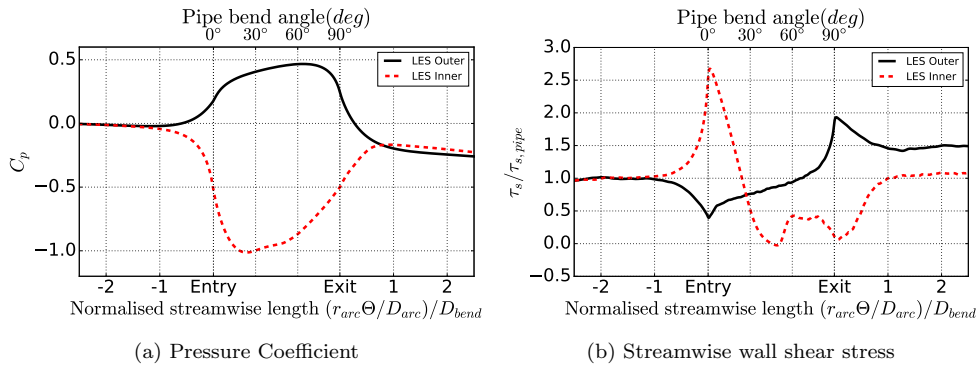 Pipe bend angle(deg)
0° 30° 60° 90°
0.5
0.0
−0.5
−1.0
C_p
LES Outer
LES Inner
-2 -1 Entry Exit 1 2
Normalised streamwise length (r_arc Θ/D_arc)/D_bend
(a) Pressure Coefficient
Pipe bend angle(deg)
0° 30° 60° 90°
3.0
2.5
2.0
1.5
1.0
0.5
0.0
−0.5
τ_s/τ_s,pipe
LES Outer
LES Inner
-2 -1 Entry Exit 1 2
Normalised streamwise length (r_arc Θ/D_arc)/D_bend
(b) Streamwise wall shear stress